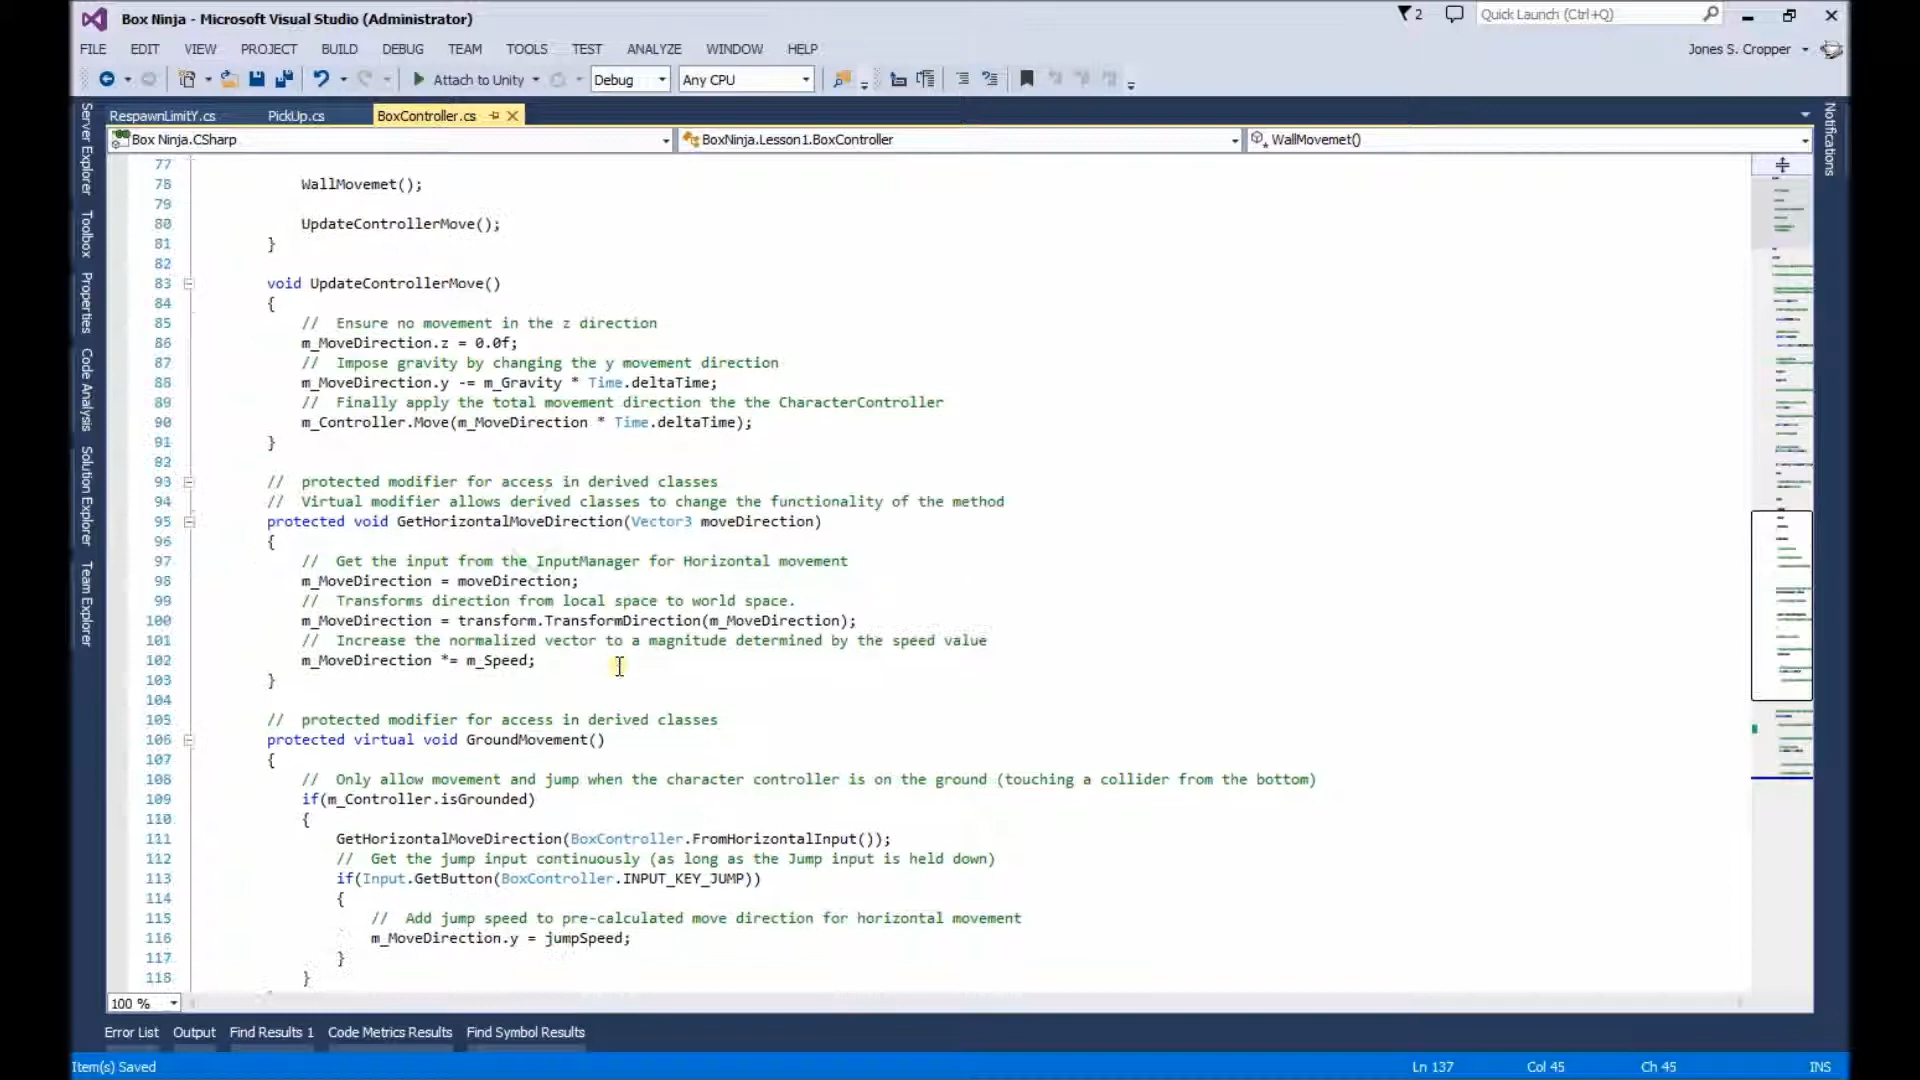 Box Ninja - Microsoft Visual Studio (Administrator)
2
Quick Launch (Ctrl+Q)
FILE EDIT VIEW PROJECT BUILD DEBUG TEAM TOOLS TEST ANALYZE WINDOW HELP
Jones S. Cropper
Attach to Unity
Debug
Any CPU
RespawnLimitY.cs PickUp.cs BoxController.cs
Box Ninja.CSharp
BoxNinja.Lesson1.BoxController
WallMovemet()
Server Explorer
Toolbox
Properties
Code Analysis
Solution Explorer
Team Explorer
Notifications
77
78 WallMovemet();
79
80 UpdateControllerMove();
81 }
82
83 void UpdateControllerMove()
84 {
85 // Ensure no movement in the z direction
86 m_MoveDirection.z = 0.0f;
87 // Impose gravity by changing the y movement direction
88 m_MoveDirection.y -= m_Gravity * Time.deltaTime;
89 // Finally apply the total movement direction the the CharacterController
90 m_Controller.Move(m_MoveDirection * Time.deltaTime);
91 }
92
93 // protected modifier for access in derived classes
94 // Virtual modifier allows derived classes to change the functionality of the method
95 protected void GetHorizontalMoveDirection(Vector3 moveDirection)
96 {
97 // Get the input from the InputManager for Horizontal movement
98 m_MoveDirection = moveDirection;
99 // Transforms direction from local space to world space.
100 m_MoveDirection = transform.TransformDirection(m_MoveDirection);
101 // Increase the normalized vector to a magnitude determined by the speed value
102 m_MoveDirection *= m_Speed;
103 }
104
105 // protected modifier for access in derived classes
106 protected virtual void GroundMovement()
107 {
108 // Only allow movement and jump when the character controller is on the ground (touching a collider from the bottom)
109 if(m_Controller.isGrounded)
110 {
111 GetHorizontalMoveDirection(BoxController.FromHorizontalInput());
112 // Get the jump input continuously (as long as the Jump input is held down)
113 if(Input.GetButton(BoxController.INPUT_KEY_JUMP))
114 {
115 // Add jump speed to pre-calculated move direction for horizontal movement
116 m_MoveDirection.y = jumpSpeed;
117 }
118 }
100 %
Error List Output Find Results 1 Code Metrics Results Find Symbol Results
Item(s) Saved
Ln 137 Col 45 Ch 45 INS